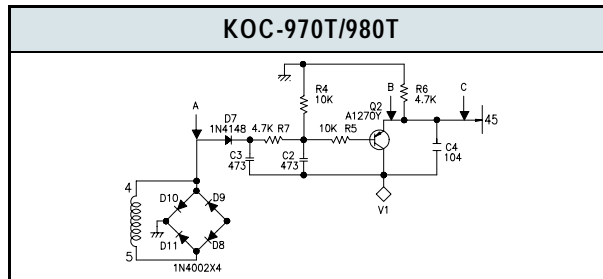 KOC-970T/980T
R4
10K
B
R6
4.7K
C
Q2
A1270Y
A
D7
1N4148
4.7K R7
10K R5
45
C3
473
C2
473
C4
104
V1
4
D10
D9
5
D11
D8
1N4002X4